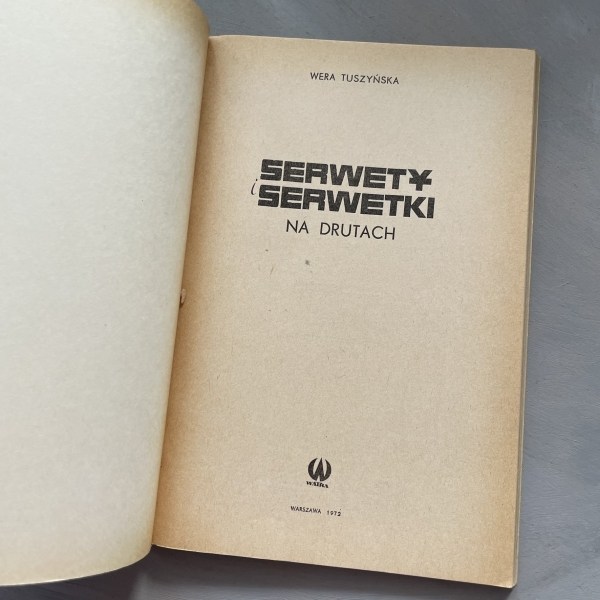 WERA TUSZYŃSKA
SERWETY
i SERWETKI
NA DRUTACH
WATRA
WARSZAWA 1972